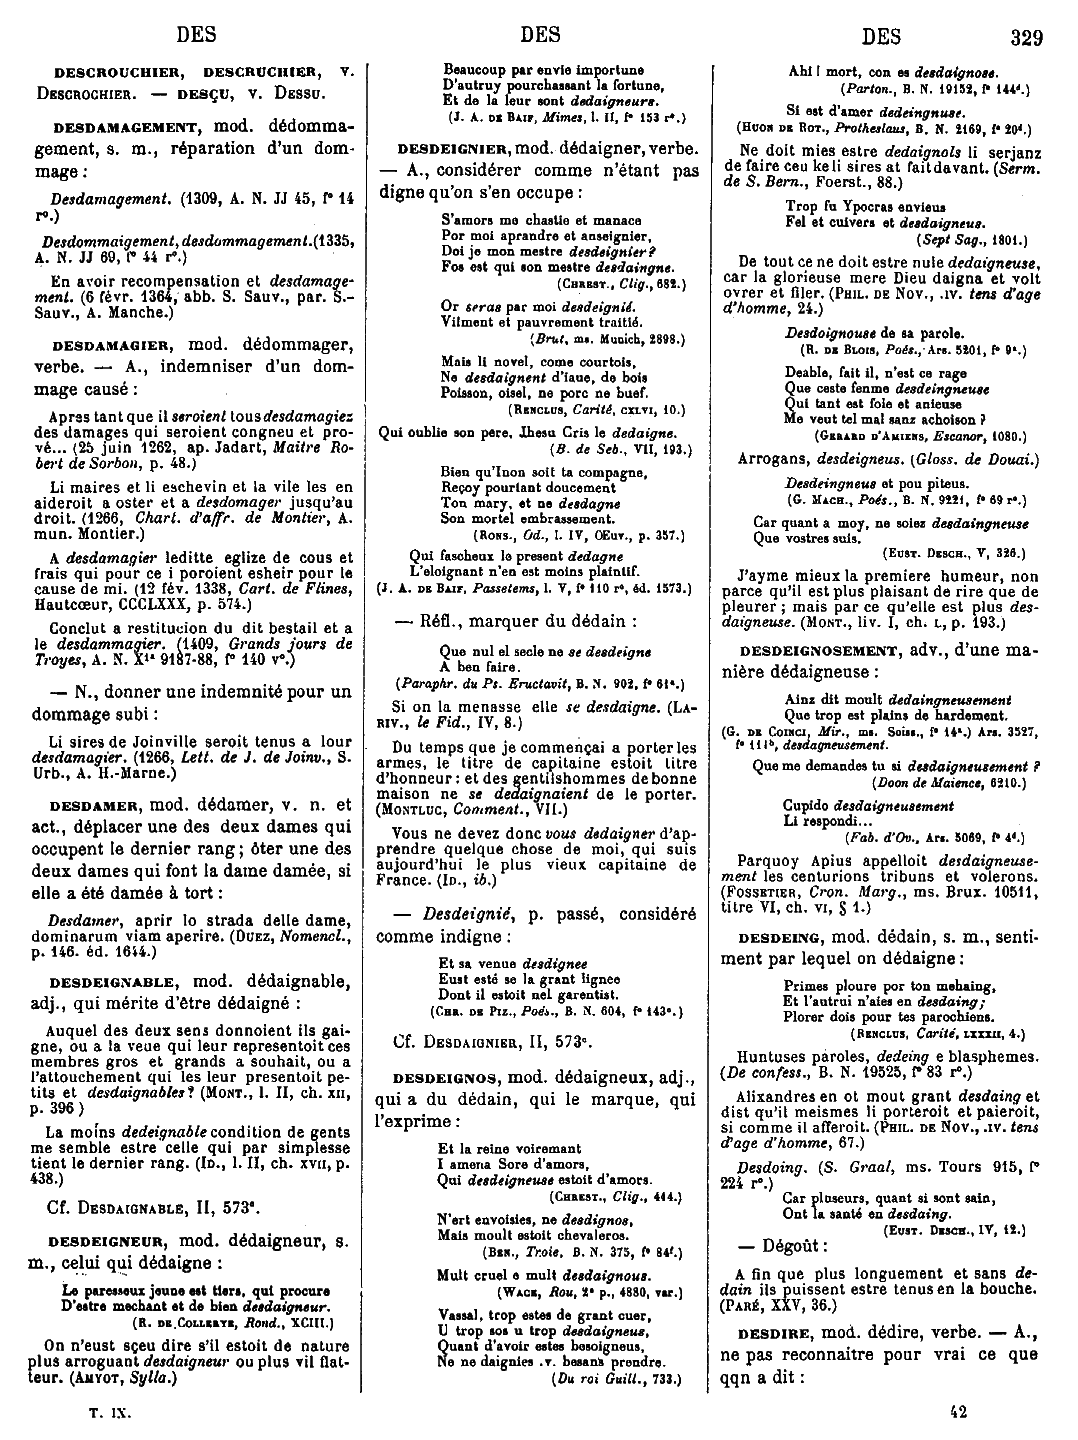 DES
DESCROUCHIER, DESCRUCHIER, V.
DESCROCHIER. — DESÇU, V. DESSU.
DESDAMAGEMENT, mod. dédomma-
gement, s. m., réparation d'un dom-
mage :
Desdamagement. (1309, A. N. JJ 45, f° 14
r°.)
Desdommaigement, desdommagement.(1335,
A. N. JJ 69, f° 44 r°.)
En avoir recompensation et desdamage-
ment. (6 févr. 1364, abb. S. Sauv., par. S.-
Sauv., A. Manche.)
DESDAMAGIER, mod. dédommager,
verbe. — A., indemniser d'un dom-
mage causé :
Apres tant que il seroient tous desdamagiez
des damages qui seroient congneu et pro-
vé... (25 juin 1262, ap. Jadart, Maitre Ro-
bert de Sorbon, p. 48.)
Li maires et li eschevin et la vile les en
aideroit a oster et a desdomager jusqu'au
droit. (1266, Chart. d'affr. de Montier, A.
mun. Montier.)
A desdamagier leditte eglize de cous et
frais qui pour ce i poroient esheir pour le
cause de mi. (12 fév. 1338, Cart. de Flines,
Hautcœur, CCCLXXX, p. 574.)
Conclut a restitucion du dit bestail et a
le desdammagier. (1409, Grands jours de
Troyes, A. N. X1a 9187-88, f° 140 v°.)
— N., donner une indemnité pour un
dommage subi :
Li sires de Joinville seroit tenus a lour
desdamagier. (1266, Lett. de J. de Joinv., S.
Urb., A. H.-Marne.)
DESDAMER, mod. dédamer, v. n. et
act., déplacer une des deux dames qui
occupent le dernier rang; ôter une des
deux dames qui font la dame damée, si
elle a été damée à tort :
Desdamer, aprir lo strada delle dame,
dominarum viam aperire. (DUEZ, Nomencl.,
p. 146. éd. 1644.)
DESDEIGNABLE, mod. dédaignable,
adj., qui mérite d'être dédaigné :
Auquel des deux sens donnoient ils gai-
gne, ou a la veue qui leur representoit ces
membres gros et grands a souhait, ou a
l'attouchement qui les leur presentoit pe-
tits et desdaignables? (MONT., l. II, ch. XII,
p. 396)
La moins dedeignable condition de gents
me semble estre celle qui par simplesse
tient le dernier rang. (ID., l. II, ch. XVII, p.
438.)
Cf. DESDAIGNABLE, II, 573a.
DESDEIGNEUR, mod. dédaigneur, s.
m., celui qui dédaigne :
Le paresseux jeune est tiers, qui procure
D'estre mechant et de bien desdaigneur.
(R. DE COLLERYE, Rond., XCIII.)
On n'eust sçeu dire s'il estoit de nature
plus arroguant desdaigneur ou plus vil flat-
teur. (AMYOT, Sylla.)
T. IX.
DES
Beaucoup par envie importune
D'autruy pourchassant la fortune,
Et de la leur sont dedaigneurs.
(J. A. DE BAIF, Mimes, l. II, f° 153 r°.)
DESDEIGNIER, mod. dédaigner, verbe.
— A., considérer comme n'étant pas
digne qu'on s'en occupe :
S'amors me chastie et manace
Por moi aprandre et anseignier,
Doi je mon mestre desdeignier?
Fos est qui son mestre desdaingne.
(CHREST., Clig., 682.)
Or seras par moi desdeignié.
Vilment et pauvrement traitié.
(Brut, ms. Munich, 2898.)
Mais li novel, come courtois,
Ne desdaignent d'iaue, de bois
Poisson, oisel, ne porc ne buef.
(RENCLUS, Carité, CXLVI, 10.)
Qui oublie son pere, Jhesu Cris le dedaigne.
(B. de Seb., VII, 193.)
Bien qu'Inon soit ta compagne,
Reçoy pourtant doucement
Ton mary, et ne desdagne
Son mortel embrassement.
(RONS., Od., l. IV, Œuv., p. 357.)
Qui fascheux le present dedagne
L'eloignant n'en est moins plaintif.
(J. A. DE BAIF, Passetems, l. V, f° 110 r°, éd. 1573.)
— Réfl., marquer du dédain :
Que nul el secle ne se desdeigne
A ben faire.
(Paraphr. du Ps. Eructavit, B. N. 902, f° 61a.)
Si on la menasse elle se desdaigne. (LA-
RIV., le Fid., IV, 8.)
Du temps que je commençai a porter les
armes, le titre de capitaine estoit titre
d'honneur : et des gentilshommes de bonne
maison ne se dedaignaient de le porter.
(MONTLUC, Comment., VII.)
Vous ne devez donc vous dedaigner d'ap-
prendre quelque chose de moi, qui suis
aujourd'hui le plus vieux capitaine de
France. (ID., ib.)
— Desdeignié, p. passé, considéré
comme indigne :
Et sa venue desdignee
Eust esté se la grant lignee
Dont il estoit nel garentist.
(CHR. DE PIZ., Poés., B. N. 604, f° 143a.)
Cf. DESDAIGNIER, II, 573c.
DESDEIGNOS, mod. dédaigneux, adj.,
qui a du dédain, qui le marque, qui
l'exprime :
Et la reine voiremant
I amena Sore d'amors,
Qui desdeigneuse estoit d'amors.
(CHREST., Clig., 444.)
N'ert envoisies, ne desdignos,
Mais moult estoit chevaleros.
(BEN., Troie, B. N. 375, f° 84f.)
Mult cruel e mult desdaignous.
(WACE, Rou, 2e p., 4880, var.)
Vassal, trop estes de grant cuer,
U trop sos u trop desdaigneus,
Quant d'avoir estes besoigneus,
Ne ne daignies .v. besans prendre.
(Du roi Guill., 733.)
DES
329
Ahi ! mort, con es desdaignose.
(Parton., B. N. 19152, f° 144d.)
Si est d'amer dedeingnuse.
(HUON DE ROT., Protheslaus, B. N. 2169, f° 20d.)
Ne doit mies estre dedaignols li serjanz
de faire ceu ke li sires at fait davant. (Serm.
de S. Bern., Foerst., 88.)
Trop fu Ypocras envieus
Fel et cuivers et desdaigneus.
(Sept Sag., 1801.)
De tout ce ne doit estre nule dedaigneuse,
car la glorieuse mere Dieu daigna et volt
ovrer et filer. (PHIL. DE NOV., .IV. tens d'age
d'homme, 24.)
Desdoignouse de sa parole.
(R. DE BLOIS, Poés., Ars. 5201, f° 9a.)
Deable, fait il, n'est ce rage
Que ceste fenme desdeingneuse
Qui tant est fole et anieuse
Me veut tel mal sanz achoison ?
(GERARD D'AMIENS, Escanor, 1080.)
Arrogans, desdeigneus. (Gloss. de Douai.)
Desdeingneus et pou piteus.
(G. MACH., Poés., B. N. 9221, f° 69 r°.)
Car quant a moy, ne soiez desdaingneuse
Que vostres suis.
(EUST. DESCH., V, 326.)
J'ayme mieux la premiere humeur, non
parce qu'il est plus plaisant de rire que de
pleurer ; mais par ce qu'elle est plus des-
daigneuse. (MONT., liv. I, ch. L, p. 193.)
DESDEIGNOSEMENT, adv., d'une ma-
nière dédaigneuse :
Ainz dit moult dedaingneusement
Que trop est plains de hardement.
(G. DE COINCI, Mir., ms. Soiss., f° 14a.) Ars. 3527,
f° 111b, desdagneusement.
Que me demandes tu si desdaigneusement ?
(Doon de Maience, 6210.)
Cupido desdaigneusement
Li respondi...
(Fab. d'Ov., Ars. 5069, f° 4d.)
Parquoy Apius appelloit desdaigneuse-
ment les centurions tribuns et volerons.
(FOSSETIER, Cron. Marg., ms. Brux. 10511,
titre VI, ch. VI, § 1.)
DESDEING, mod. dédain, s. m., senti-
ment par lequel on dédaigne :
Primes ploure por ton mehaing,
Et l'autrui n'aies en desdaing;
Plorer dois pour tes parochiens.
(RENCLUS, Carité, LXXXII, 4.)
Huntuses paroles, dedeing e blasphemes.
(De confess., B. N. 19525, f° 83 r°.)
Alixandres en ot mout grant desdaing et
dist qu'il meismes li porteroit et paieroit,
si comme il afferoit. (PHIL. DE NOV., .IV. tens
d'age d'homme, 67.)
Desdoing. (S. Graal, ms. Tours 915, f°
224 r°.)
Car pluseurs, quant si sont sain,
Ont la santé en desdaing.
(EUST. DESCH., IV, 12.)
— Dégoût :
A fin que plus longuement et sans de-
dain ils puissent estre tenus en la bouche.
(PARÉ, XXV, 36.)
DESDIRE, mod. dédire, verbe. — A.,
ne pas reconnaitre pour vrai ce que
qqn a dit :
42